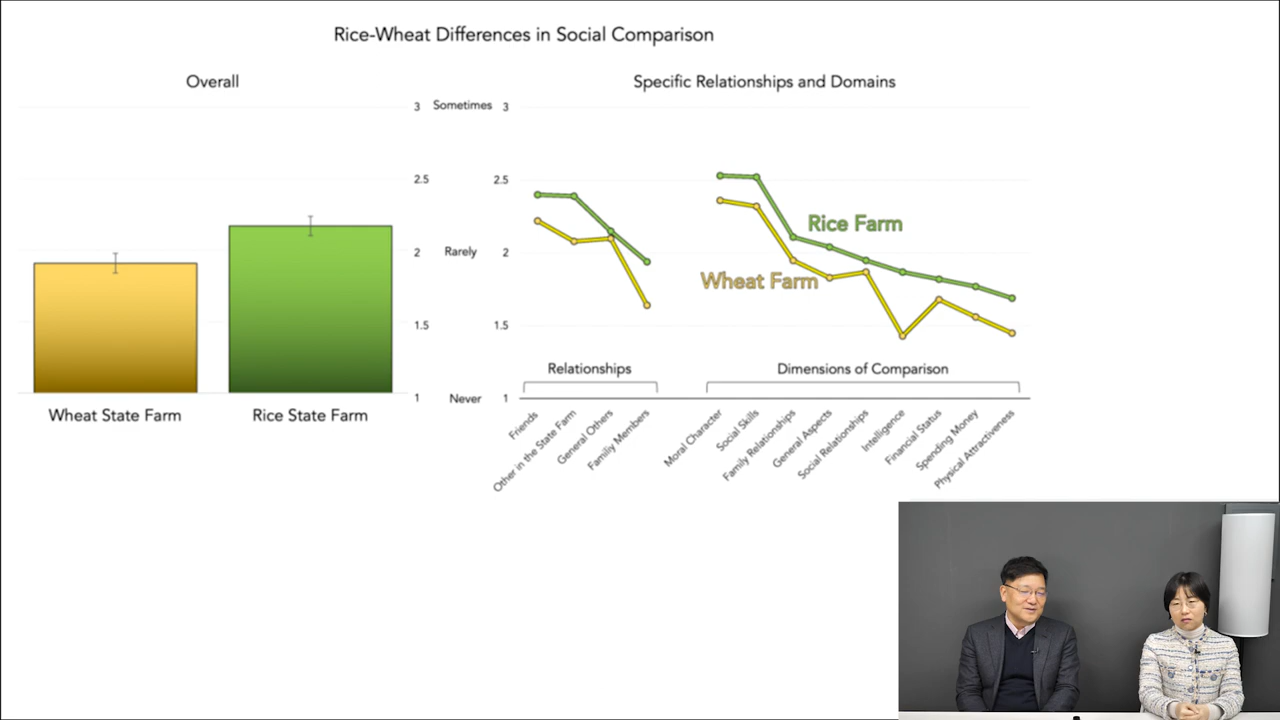 Rice-Wheat Differences in Social Comparison
Overall
Specific Relationships and Domains
3 Sometimes 3
2.5 2.5
2 Rarely 2
1.5 1.5
1 Never 1
Rice Farm
Wheat Farm
Relationships
Dimensions of Comparison
Wheat State Farm
Rice State Farm
Friends
Other in the State Farm
General Others
Familiy Members
Moral Character
Social Skills
Family Relationships
General Aspects
Social Relationships
Intelligence
Financial Status
Spending Money
Physical Attractiveness